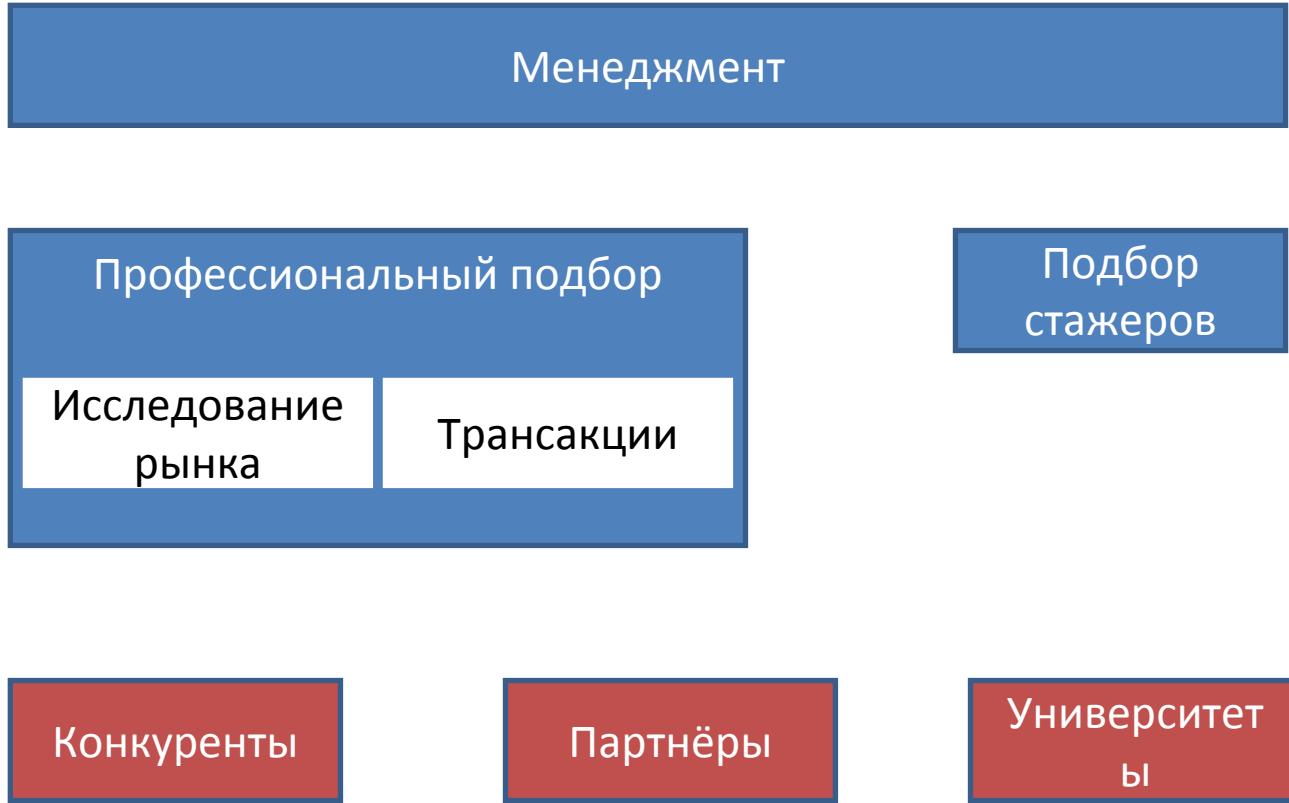 Менеджмент
Профессиональный подбор
Исследование
рынка
Трансакции
Подбор
стажеров
Конкуренты
Партнёры
Университет
ы